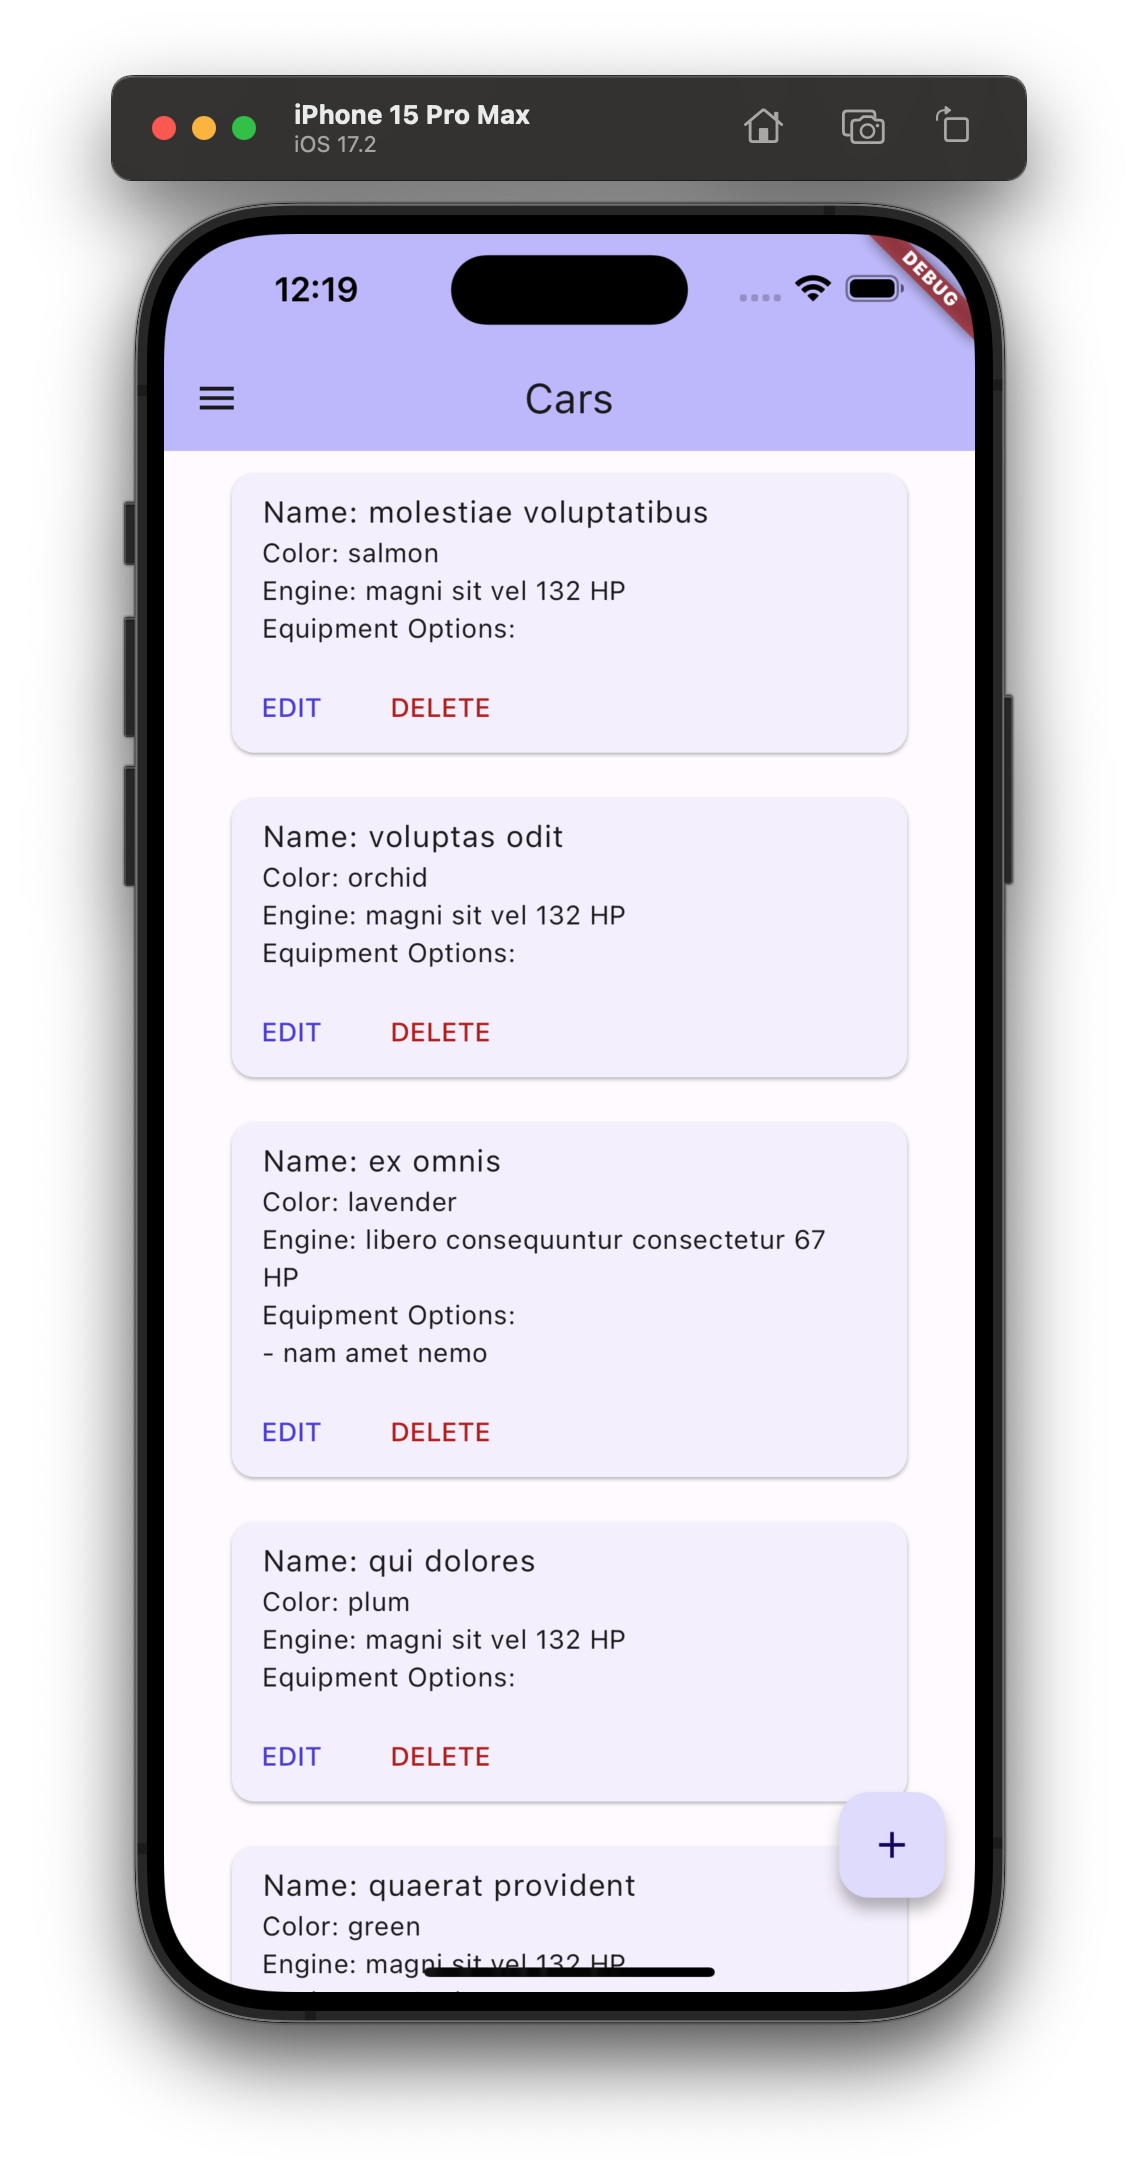 iPhone 15 Pro Max
iOS 17.2
12:19
DEBUG
Cars
Name: molestiae voluptatibus
Color: salmon
Engine: magni sit vel 132 HP
Equipment Options:
EDIT DELETE
Name: voluptas odit
Color: orchid
Engine: magni sit vel 132 HP
Equipment Options:
EDIT DELETE
Name: ex omnis
Color: lavender
Engine: libero consequuntur consectetur 67
HP
Equipment Options:
- nam amet nemo
EDIT DELETE
Name: qui dolores
Color: plum
Engine: magni sit vel 132 HP
Equipment Options:
EDIT DELETE
+
Name: quaerat provident
Color: green
Engine: magni sit vel 132 HP